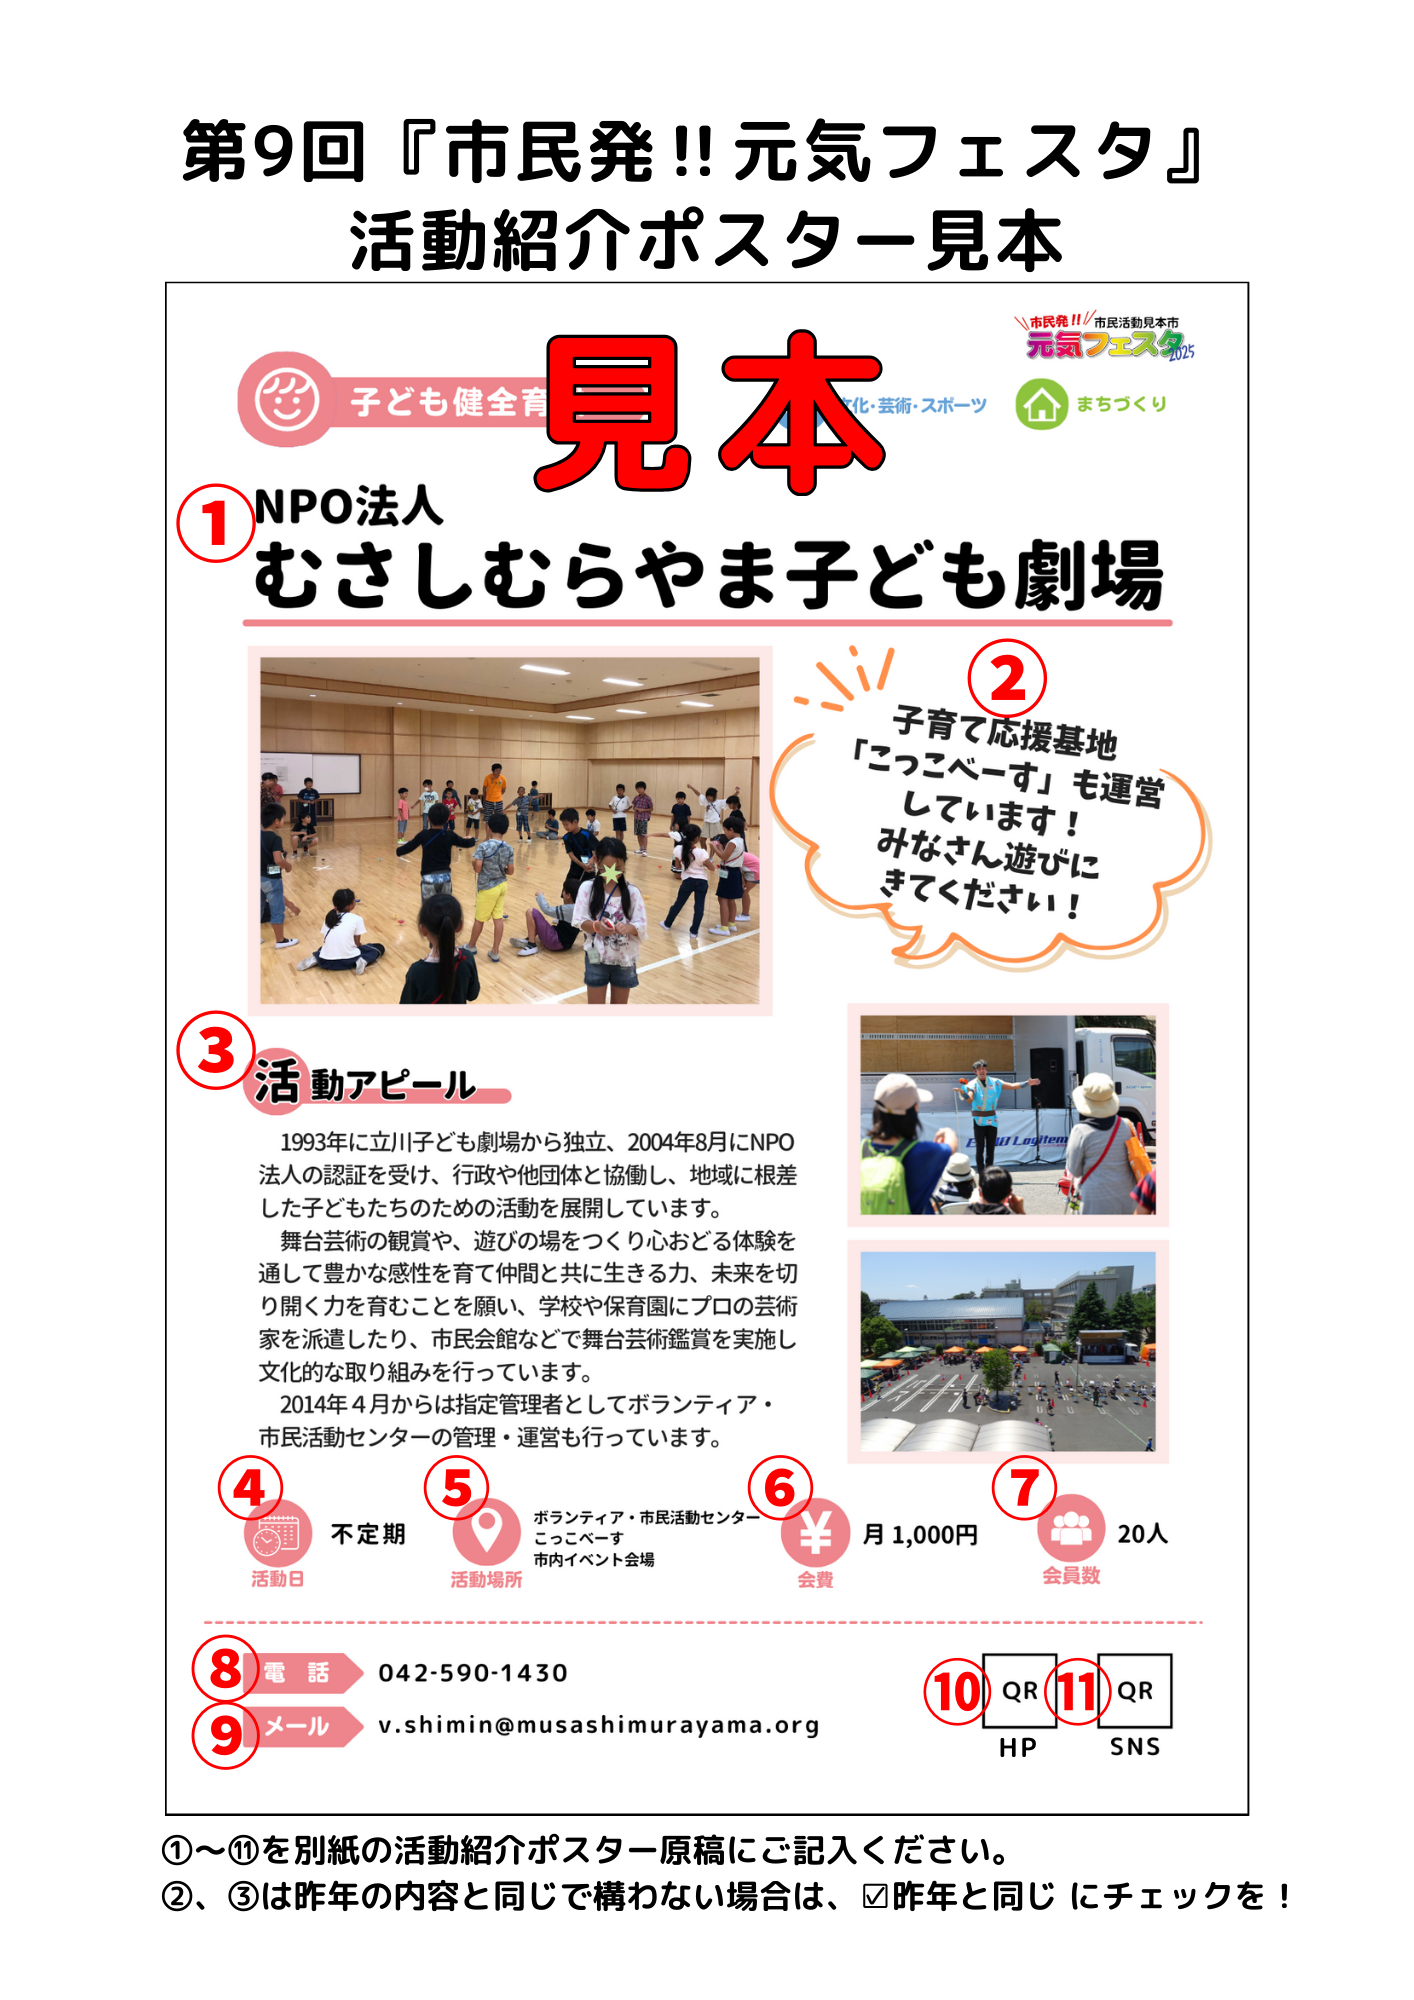 第9回『市民発!!元気フェスタ』
活動紹介ポスター見本
市民発!! 市民活動見本市
元気フェスタ2025
見本
子ども健全育
文化・芸術・スポーツ
まちづくり
①
NPO法人
むさしむらやま子ども劇場
②
子育て応援基地
「こっこべーす」も運営
しています！
みなさん遊びに
きてください！
③
活動アピール
1993年に立川子ども劇場から独立、2004年8月にNPO
法人の認証を受け、行政や他団体と協働し、地域に根差
した子どもたちのための活動を展開しています。
舞台芸術の観賞や、遊びの場をつくり心おどる体験を
通して豊かな感性を育て仲間と共に生きる力、未来を切
り開く力を育むことを願い、学校や保育園にプロの芸術
家を派遣したり、市民会館などで舞台芸術鑑賞を実施し
文化的な取り組みを行っています。
2014年４月からは指定管理者としてボランティア・
市民活動センターの管理・運営も行っています。
④
活動日
不定期
⑤
活動場所
ボランティア・市民活動センター
こっこべーす
市内イベント会場
⑥
会費
月1,000円
⑦
会員数
20人
⑧
電 話
042-590-1430
⑨
メール
v.shimin@musashimurayama.org
⑩
QR
HP
⑪
QR
SNS
①～⑪を別紙の活動紹介ポスター原稿にご記入ください。
②、③は昨年の内容と同じで構わない場合は、☑昨年と同じ にチェックを！